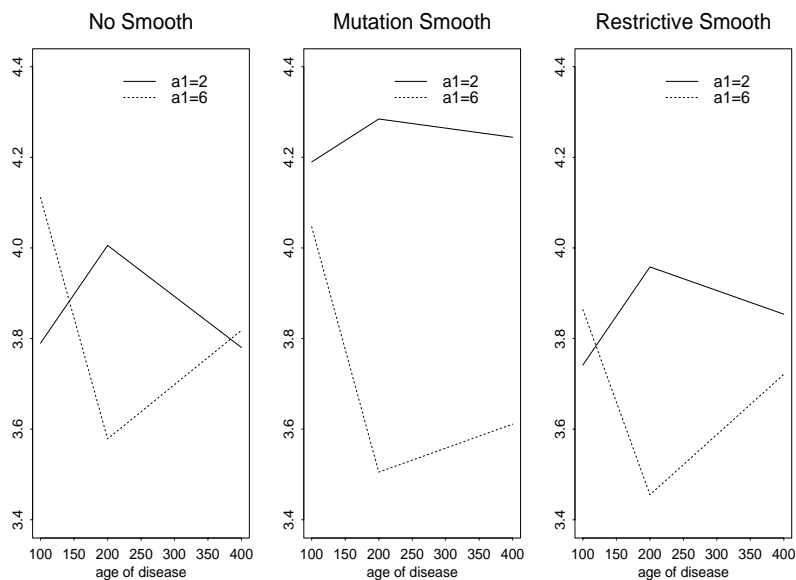 No Smooth
a1=2
a1=6
4.4
4.2
4.0
3.8
3.6
3.4
100 150 200 250 300 350 400
age of disease
Mutation Smooth
a1=2
a1=6
4.4
4.2
4.0
3.8
3.6
3.4
100 150 200 250 300 350 400
age of disease
Restrictive Smooth
a1=2
a1=6
4.4
4.2
4.0
3.8
3.6
3.4
100 150 200 250 300 350 400
age of disease